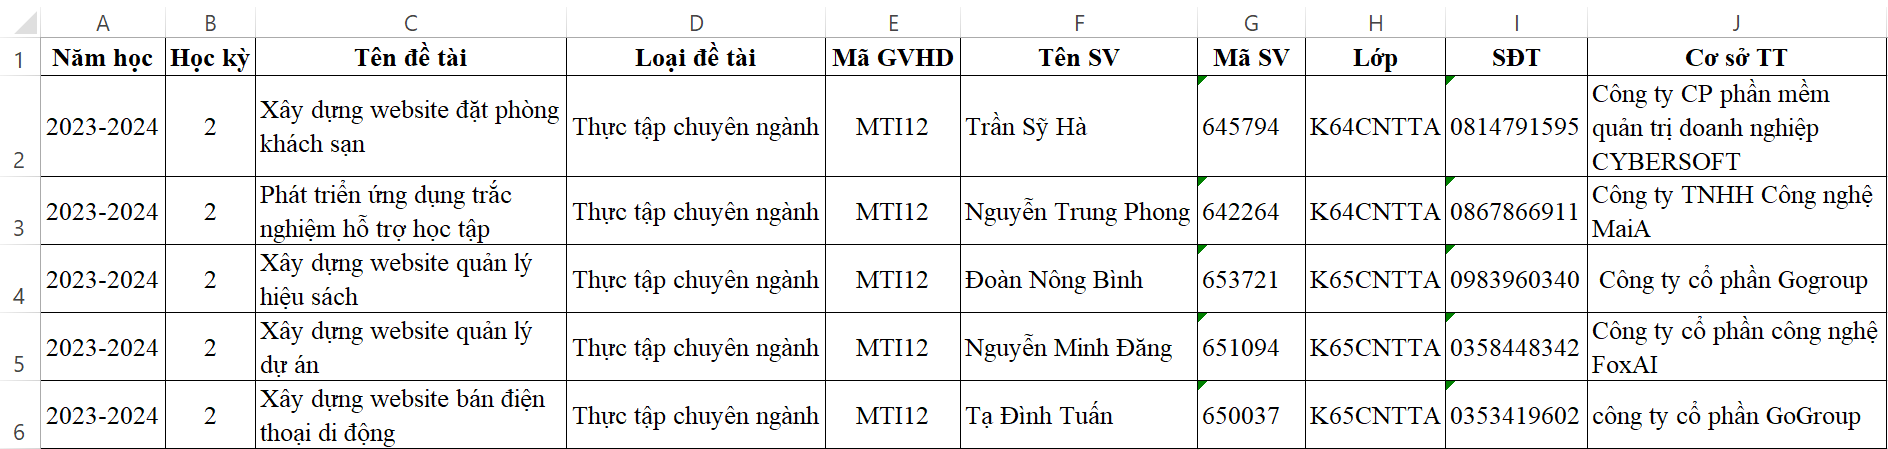 A B C D E F G H I J
1 Năm học Học kỳ Tên đề tài Loại đề tài Mã GVHD Tên SV Mã SV Lớp SĐT Cơ sở TT
2 2023-2024 2 Xây dựng website đặt phòng khách sạn Thực tập chuyên ngành MTI12 Trần Sỹ Hà 645794 K64CNTTA 0814791595 Công ty CP phần mềm quản trị doanh nghiệp CYBERSOFT
3 2023-2024 2 Phát triển ứng dụng trắc nghiệm hỗ trợ học tập Thực tập chuyên ngành MTI12 Nguyễn Trung Phong 642264 K64CNTTA 0867866911 Công ty TNHH Công nghệ MaiA
4 2023-2024 2 Xây dựng website quản lý hiệu sách Thực tập chuyên ngành MTI12 Đoàn Nông Bình 653721 K65CNTTA 0983960340 Công ty cổ phần Gogroup
5 2023-2024 2 Xây dựng website quản lý dự án Thực tập chuyên ngành MTI12 Nguyễn Minh Đăng 651094 K65CNTTA 0358448342 Công ty cổ phần công nghệ FoxAI
6 2023-2024 2 Xây dựng website bán điện thoại di động Thực tập chuyên ngành MTI12 Tạ Đình Tuấn 650037 K65CNTTA 0353419602 công ty cổ phần GoGroup